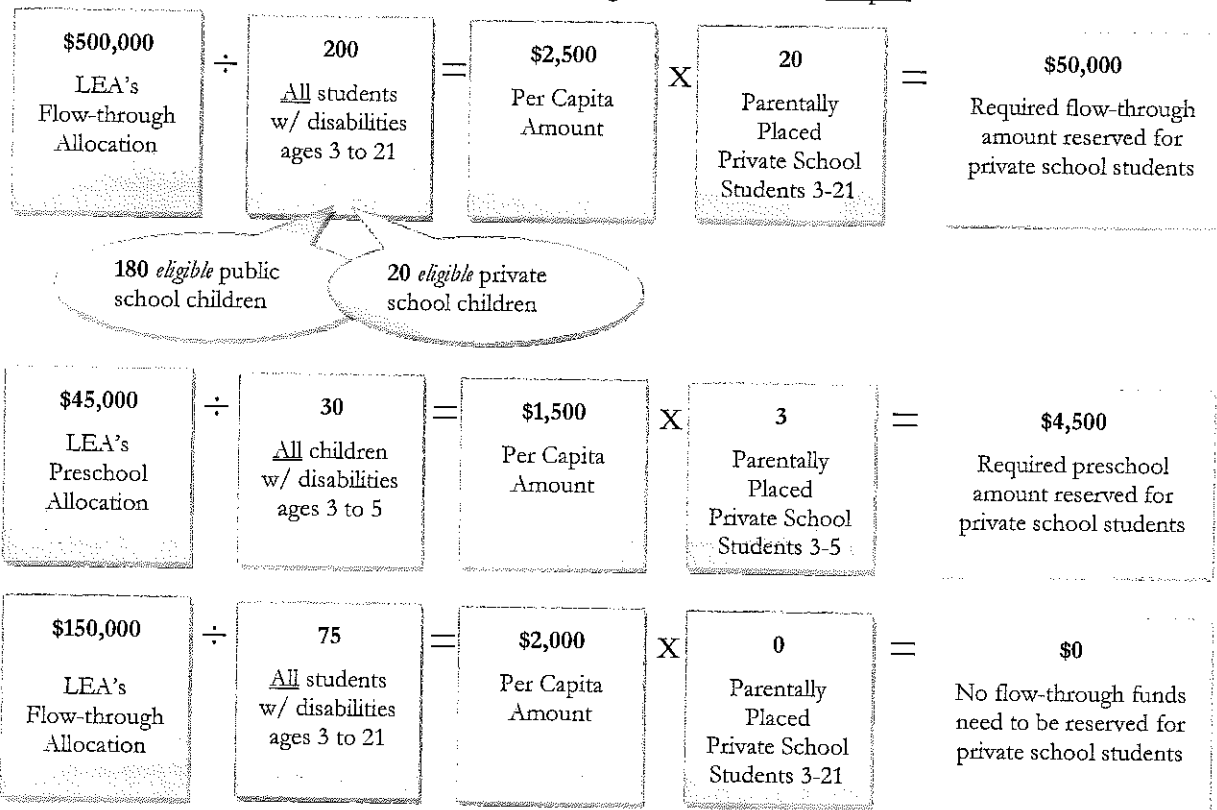 $500,000
LEA's
Flow-through
Allocation
÷
200
All students
w/ disabilities
ages 3 to 21
=
$2,500
Per Capita
Amount
X
20
Parentally
Placed
Private School
Students 3-21
=
$50,000
Required flow-through
amount reserved for
private school students
180 eligible public
school children
20 eligible private
school children
$45,000
LEA's
Preschool
Allocation
÷
30
All children
w/ disabilities
ages 3 to 5
=
$1,500
Per Capita
Amount
X
3
Parentally
Placed
Private School
Students 3-5
=
$4,500
Required preschool
amount reserved for
private school students
$150,000
LEA's
Flow-through
Allocation
÷
75
All students
w/ disabilities
ages 3 to 21
=
$2,000
Per Capita
Amount
X
0
Parentally
Placed
Private School
Students 3-21
=
$0
No flow-through funds
need to be reserved for
private school students